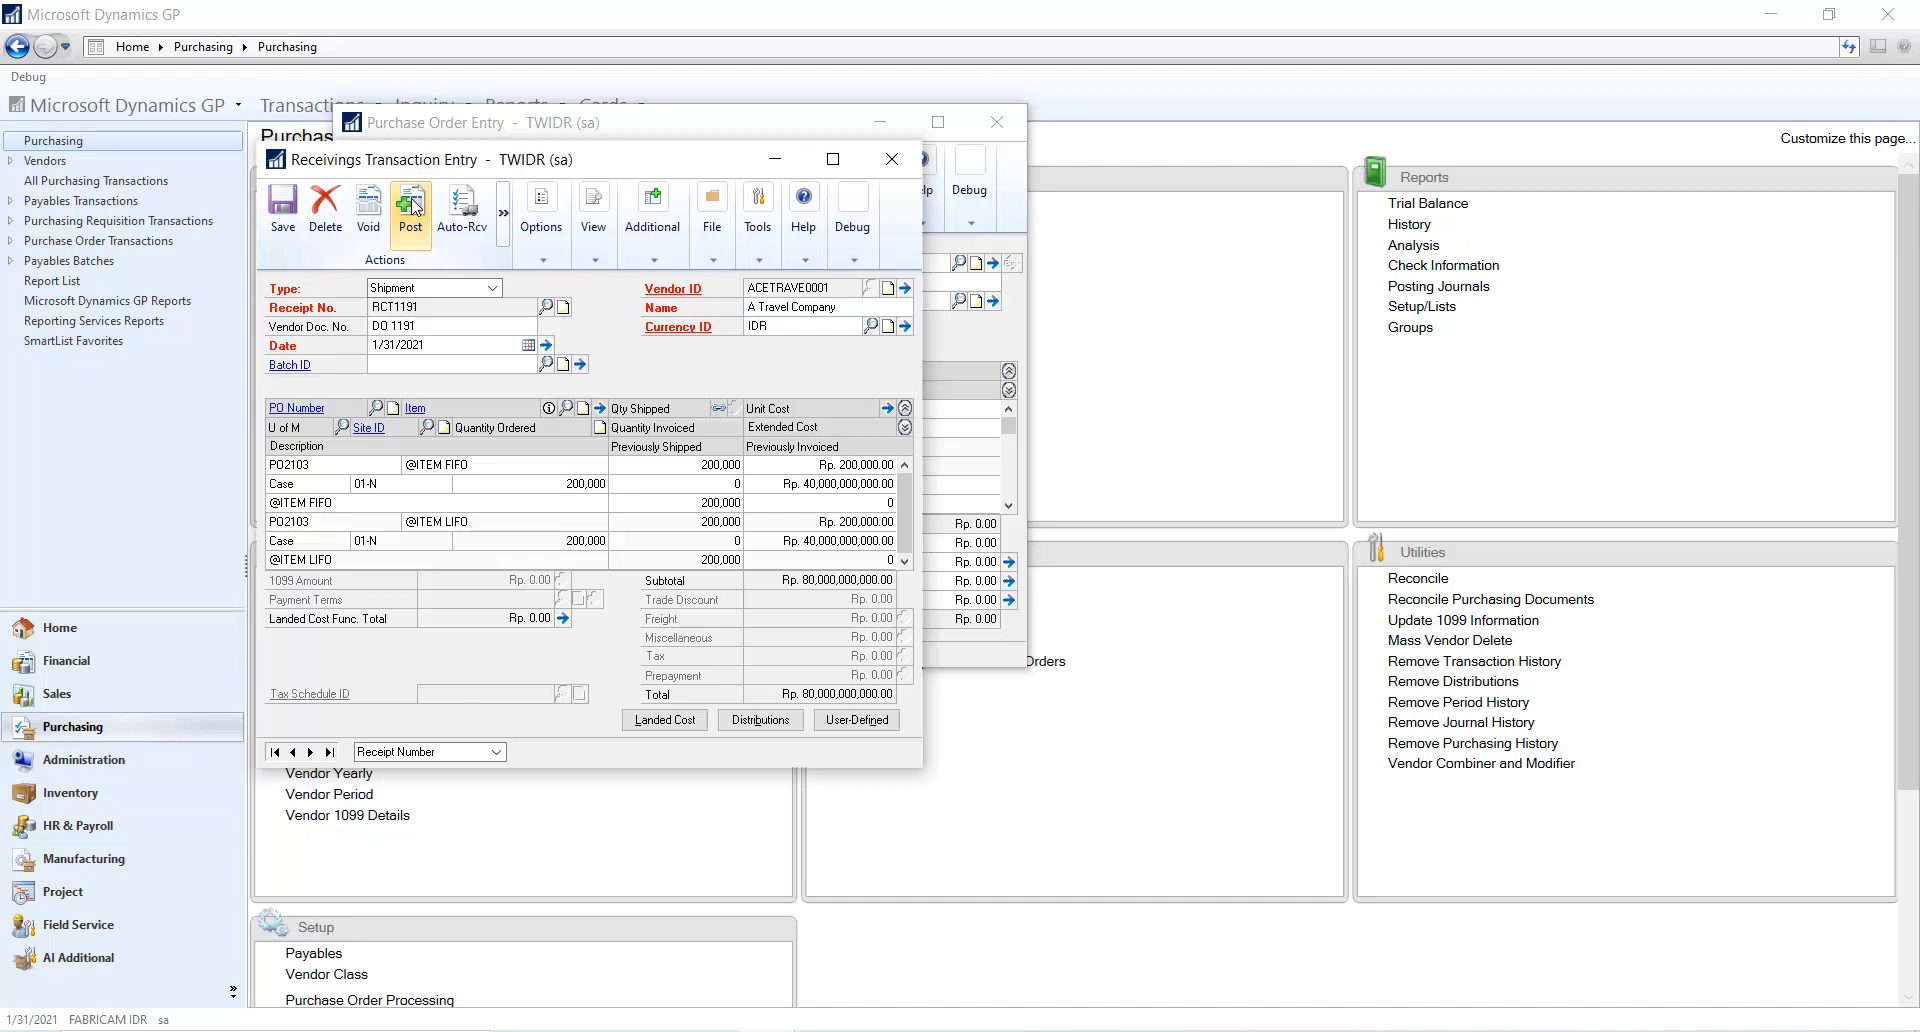 Microsoft Dynamics GP
Home Purchasing Purchasing
Debug
Microsoft Dynamics GP Transactions Inquiry Reports Cards
Purchasing
Vendors
All Purchasing Transactions
Payables Transactions
Purchasing Requisition Transactions
Purchase Order Transactions
Payables Batches
Report List
Microsoft Dynamics GP Reports
Reporting Services Reports
SmartList Favorites
Home
Financial
Sales
Purchasing
Administration
Inventory
HR & Payroll
Manufacturing
Project
Field Service
AI Additional
1/31/2021 FABRICAM IDR sa
Customize this page...
Purchas
Purchase Order Entry - TWIDR (sa)
lp
Debug
Rp. 0.00
Rp. 0.00
Rp. 0.00
Rp. 0.00
Rp. 0.00
Rp. 0.00
Receivings Transaction Entry - TWIDR (sa)
Save Delete Void Post Auto-Rcv Options View Additional File Tools Help Debug
Actions
Type: Shipment Vendor ID ACETRAVE0001
Receipt No. RCT1191 Name A Travel Company
Vendor Doc. No. DO 1191 Currency ID IDR
Date 1/31/2021
Batch ID
PO Number Item Qty Shipped Unit Cost
U of M Site ID Quantity Ordered Quantity Invoiced Extended Cost
Description Previously Shipped Previously Invoiced
PO2103 @ITEM FIFO 200,000 Rp. 200,000.00
Case 01-N 200,000 0 Rp. 40,000,000,000.00
@ITEM FIFO 200,000 0
PO2103 @ITEM LIFO 200,000 Rp. 200,000.00
Case 01-N 200,000 0 Rp. 40,000,000,000.00
@ITEM LIFO 200,000 0
1099 Amount Rp. 0.00 Subtotal Rp. 80,000,000,000.00
Payment Terms Trade Discount Rp. 0.00
Landed Cost Func. Total Rp. 0.00 Freight Rp. 0.00
Miscellaneous Rp. 0.00
Tax Rp. 0.00
Prepayment Rp. 0.00
Tax Schedule ID Total Rp. 80,000,000,000.00
Landed Cost Distributions User-Defined
Receipt Number
Vendor Yearly
Vendor Period
Vendor 1099 Details
Orders
Setup
Payables
Vendor Class
Purchase Order Processing
Reports
Trial Balance
History
Analysis
Check Information
Posting Journals
Setup/Lists
Groups
Utilities
Reconcile
Reconcile Purchasing Documents
Update 1099 Information
Mass Vendor Delete
Remove Transaction History
Remove Distributions
Remove Period History
Remove Journal History
Remove Purchasing History
Vendor Combiner and Modifier